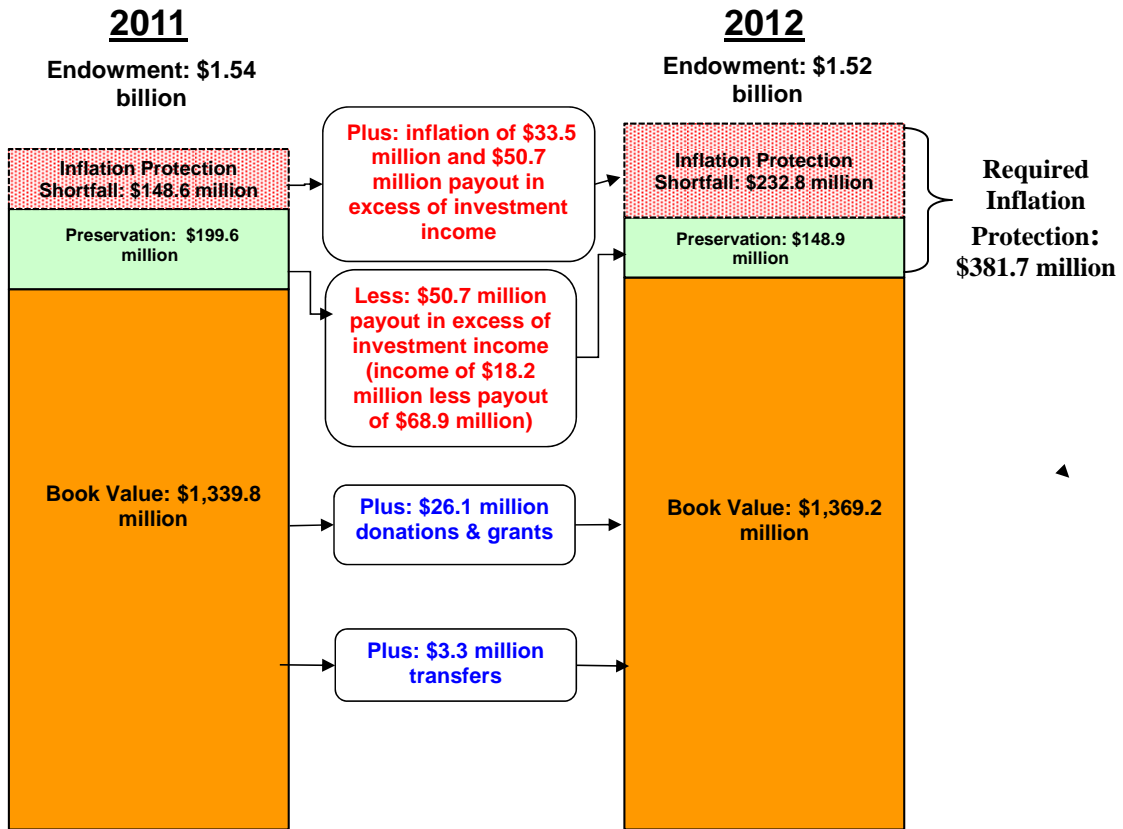 2011
Endowment: $1.54
billion
Inflation Protection
Shortfall: $148.6 million
Preservation:  $199.6
million
Book Value: $1,339.8
million
Plus: inflation of $33.5
million and $50.7
million payout in
excess of investment
income
Less: $50.7 million
payout in excess of
investment income
(income of $18.2
million less payout
of $68.9 million)
Plus: $26.1 million
donations & grants
Plus: $3.3 million
transfers
2012
Endowment: $1.52
billion
Inflation Protection
Shortfall: $232.8 million
Preservation: $148.9
million
Book Value: $1,369.2
million
Required
Inflation
Protection:
$381.7 million